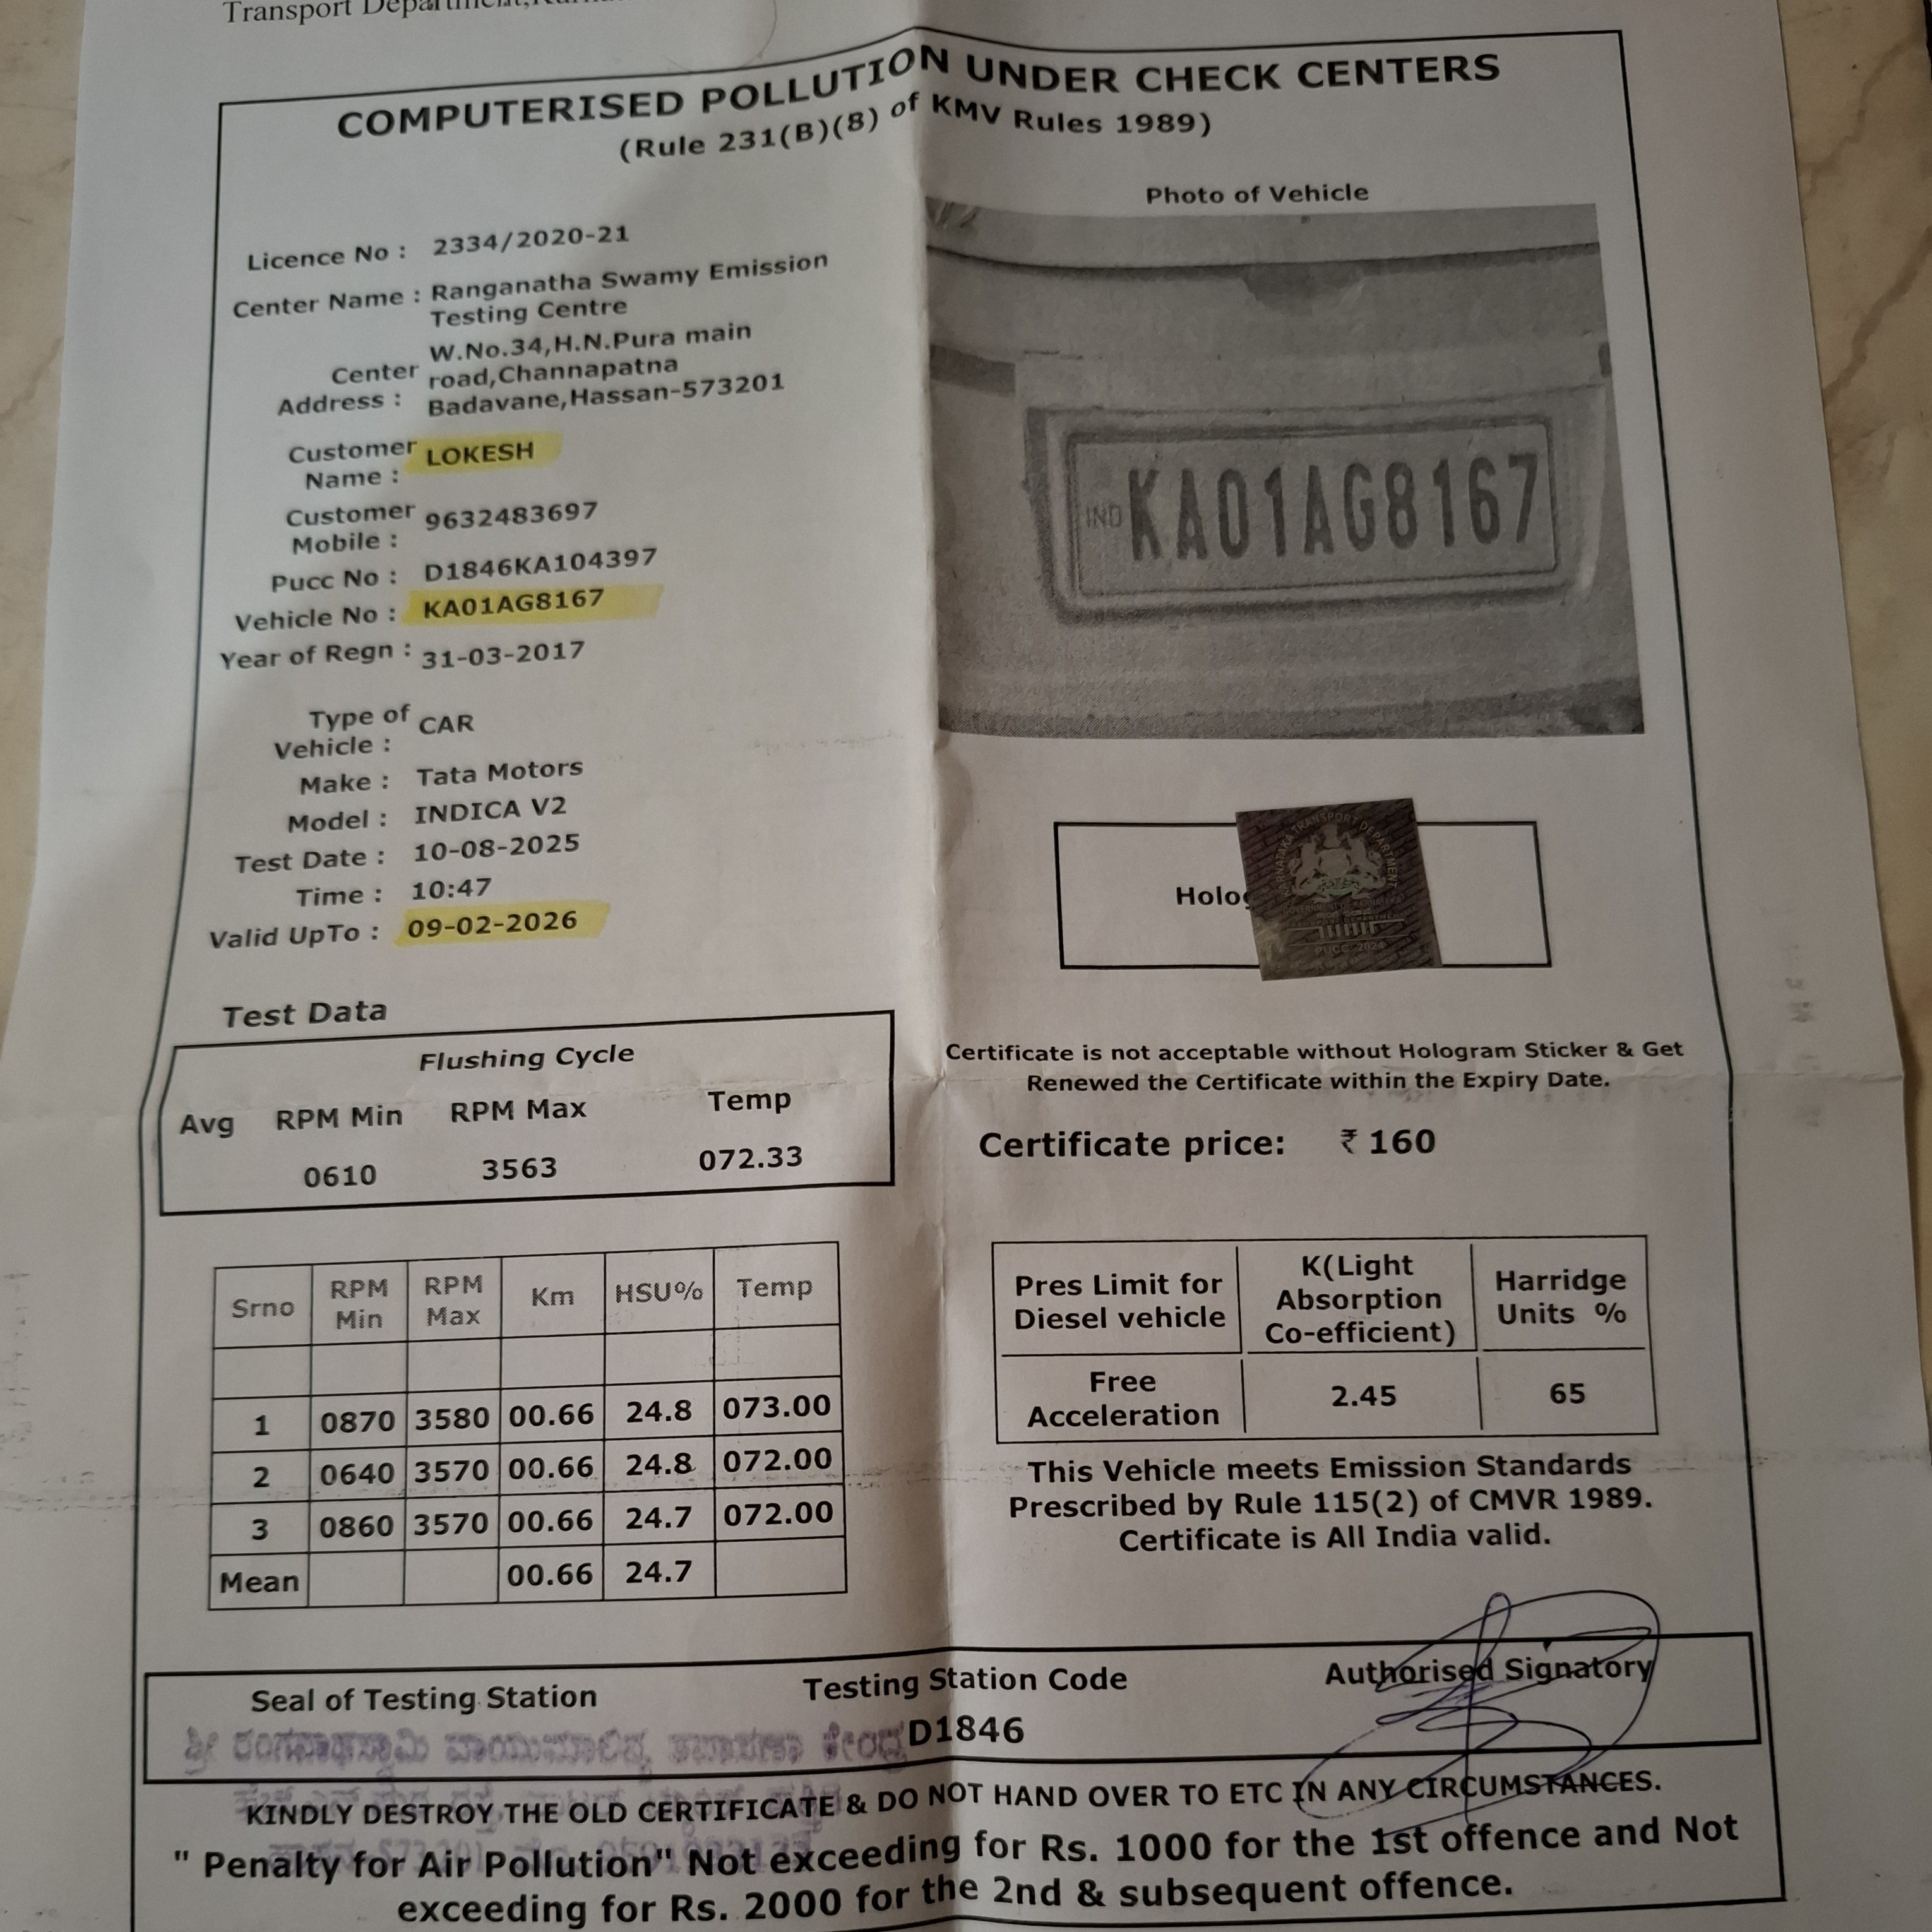 Transport Department,
COMPUTERISED POLLUTION UNDER CHECK CENTERS
(Rule 231(B)(8) of KMV Rules 1989)
Licence No : 2334/2020-21
Center Name : Ranganatha Swamy Emission
Testing Centre
Center Address : W.No.34,H.N.Pura main
road,Channapatna
Badavane,Hassan-573201
Customer Name : LOKESH
Customer Mobile : 9632483697
Pucc No : D1846KA104397
Vehicle No : KA01AG8167
Year of Regn : 31-03-2017
Type of Vehicle : CAR
Make : Tata Motors
Model : INDICA V2
Test Date : 10-08-2025
Time : 10:47
Valid UpTo : 09-02-2026
Photo of Vehicle
IND KA01AG8167
Holog
KARNATAKA TRANSPORT DEPARTMENT
PUCC 2024
Test Data
Flushing Cycle
Avg RPM Min RPM Max Temp
0610 3563 072.33
Certificate is not acceptable without Hologram Sticker & Get
Renewed the Certificate within the Expiry Date.
Certificate price: ₹ 160
Srno RPM Min RPM Max Km HSU% Temp
1 0870 3580 00.66 24.8 073.00
2 0640 3570 00.66 24.8 072.00
3 0860 3570 00.66 24.7 072.00
Mean 00.66 24.7
Pres Limit for Diesel vehicle K(Light Absorption Co-efficient) Harridge Units %
Free Acceleration 2.45 65
This Vehicle meets Emission Standards
Prescribed by Rule 115(2) of CMVR 1989.
Certificate is All India valid.
Seal of Testing Station Testing Station Code Authorised Signatory
D1846
KINDLY DESTROY THE OLD CERTIFICATE & DO NOT HAND OVER TO ETC IN ANY CIRCUMSTANCES.
" Penalty for Air Pollution" Not exceeding for Rs. 1000 for the 1st offence and Not
exceeding for Rs. 2000 for the 2nd & subsequent offence.